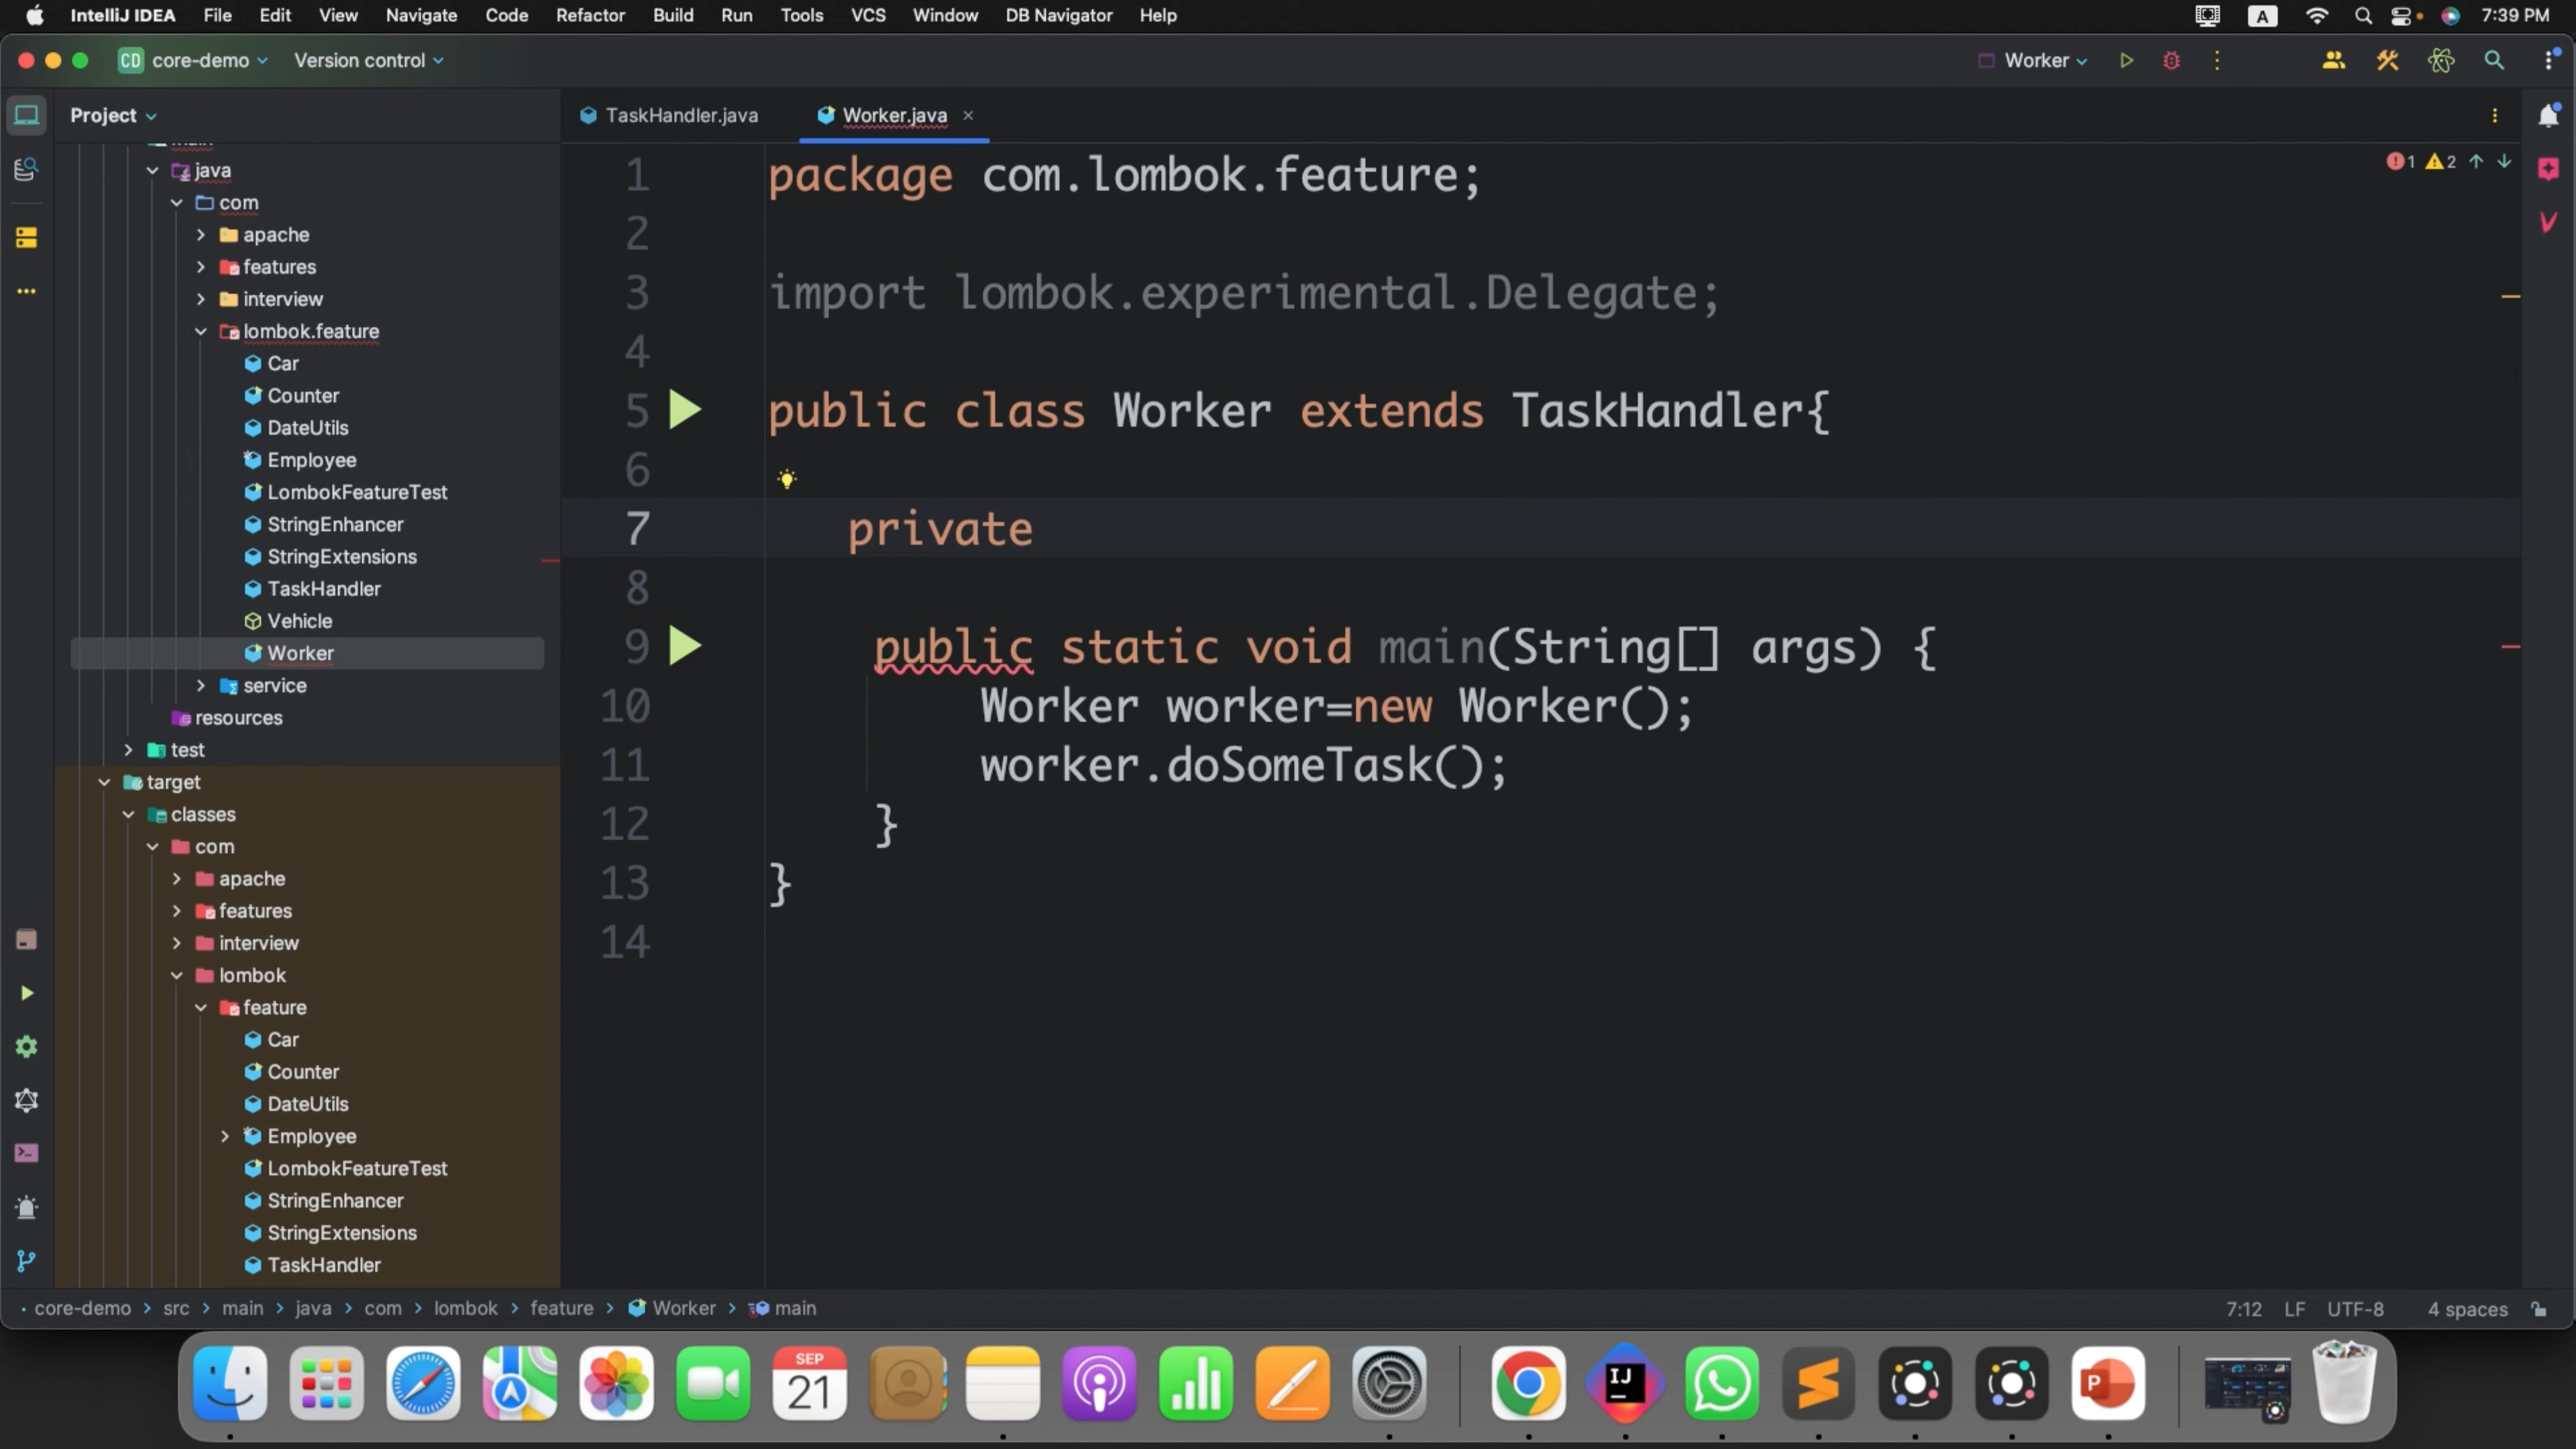 IntelliJ IDEA File Edit View Navigate Code Refactor Build Run Tools VCS Window DB Navigator Help A 7:39 PM
CD core-demo Version control Worker
Project
TaskHandler.java Worker.java
java
com
apache
features
interview
lombok.feature
Car
Counter
DateUtils
Employee
LombokFeatureTest
StringEnhancer
StringExtensions
TaskHandler
Vehicle
Worker
service
resources
test
target
classes
com
apache
features
interview
lombok
feature
Car
Counter
DateUtils
Employee
LombokFeatureTest
StringEnhancer
StringExtensions
TaskHandler
1 2
1 package com.lombok.feature;
2
3 import lombok.experimental.Delegate;
4
5 public class Worker extends TaskHandler{
6
7 private
8
9 public static void main(String[] args) {
10 Worker worker=new Worker();
11 worker.doSomeTask();
12 }
13 }
14
core-demo > src > main > java > com > lombok > feature > Worker > main 7:12 LF UTF-8 4 spaces
SEP
21
IJ
P